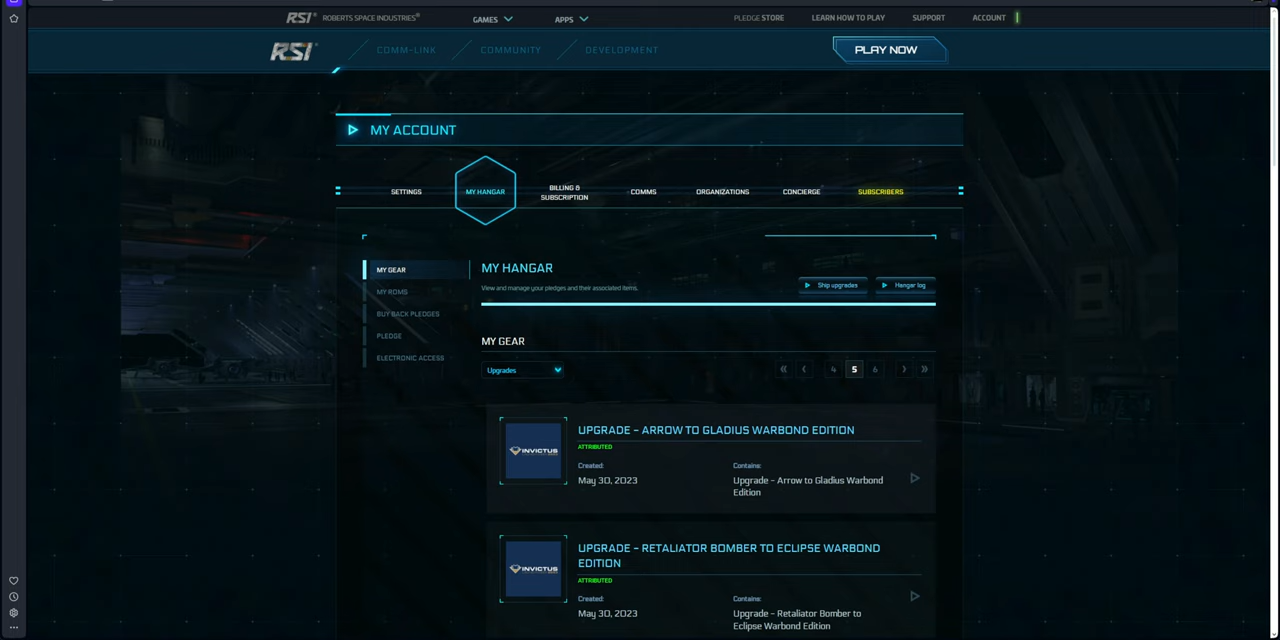 RSI® ROBERTS SPACE INDUSTRIES®
GAMES
APPS
PLEDGE STORE
LEARN HOW TO PLAY
SUPPORT
ACCOUNT
RSI
COMM-LINK
COMMUNITY
DEVELOPMENT
PLAY NOW
MY ACCOUNT
SETTINGS
MY HANGAR
BILLING &
SUBSCRIPTION
COMMS
ORGANIZATIONS
CONCIERGE
SUBSCRIBERS
MY GEAR
MY ROMS
BUY BACK PLEDGES
PLEDGE
ELECTRONIC ACCESS
MY HANGAR
View and manage your pledges and their associated items.
Ship upgrades
Hangar log
MY GEAR
Upgrades
4 5 6
INVICTUS
UPGRADE - ARROW TO GLADIUS WARBOND EDITION
ATTRIBUTED
Created:
May 30, 2023
Contains:
Upgrade - Arrow to Gladius Warbond
Edition
INVICTUS
UPGRADE - RETALIATOR BOMBER TO ECLIPSE WARBOND
EDITION
ATTRIBUTED
Created:
May 30, 2023
Contains:
Upgrade - Retaliator Bomber to
Eclipse Warbond Edition